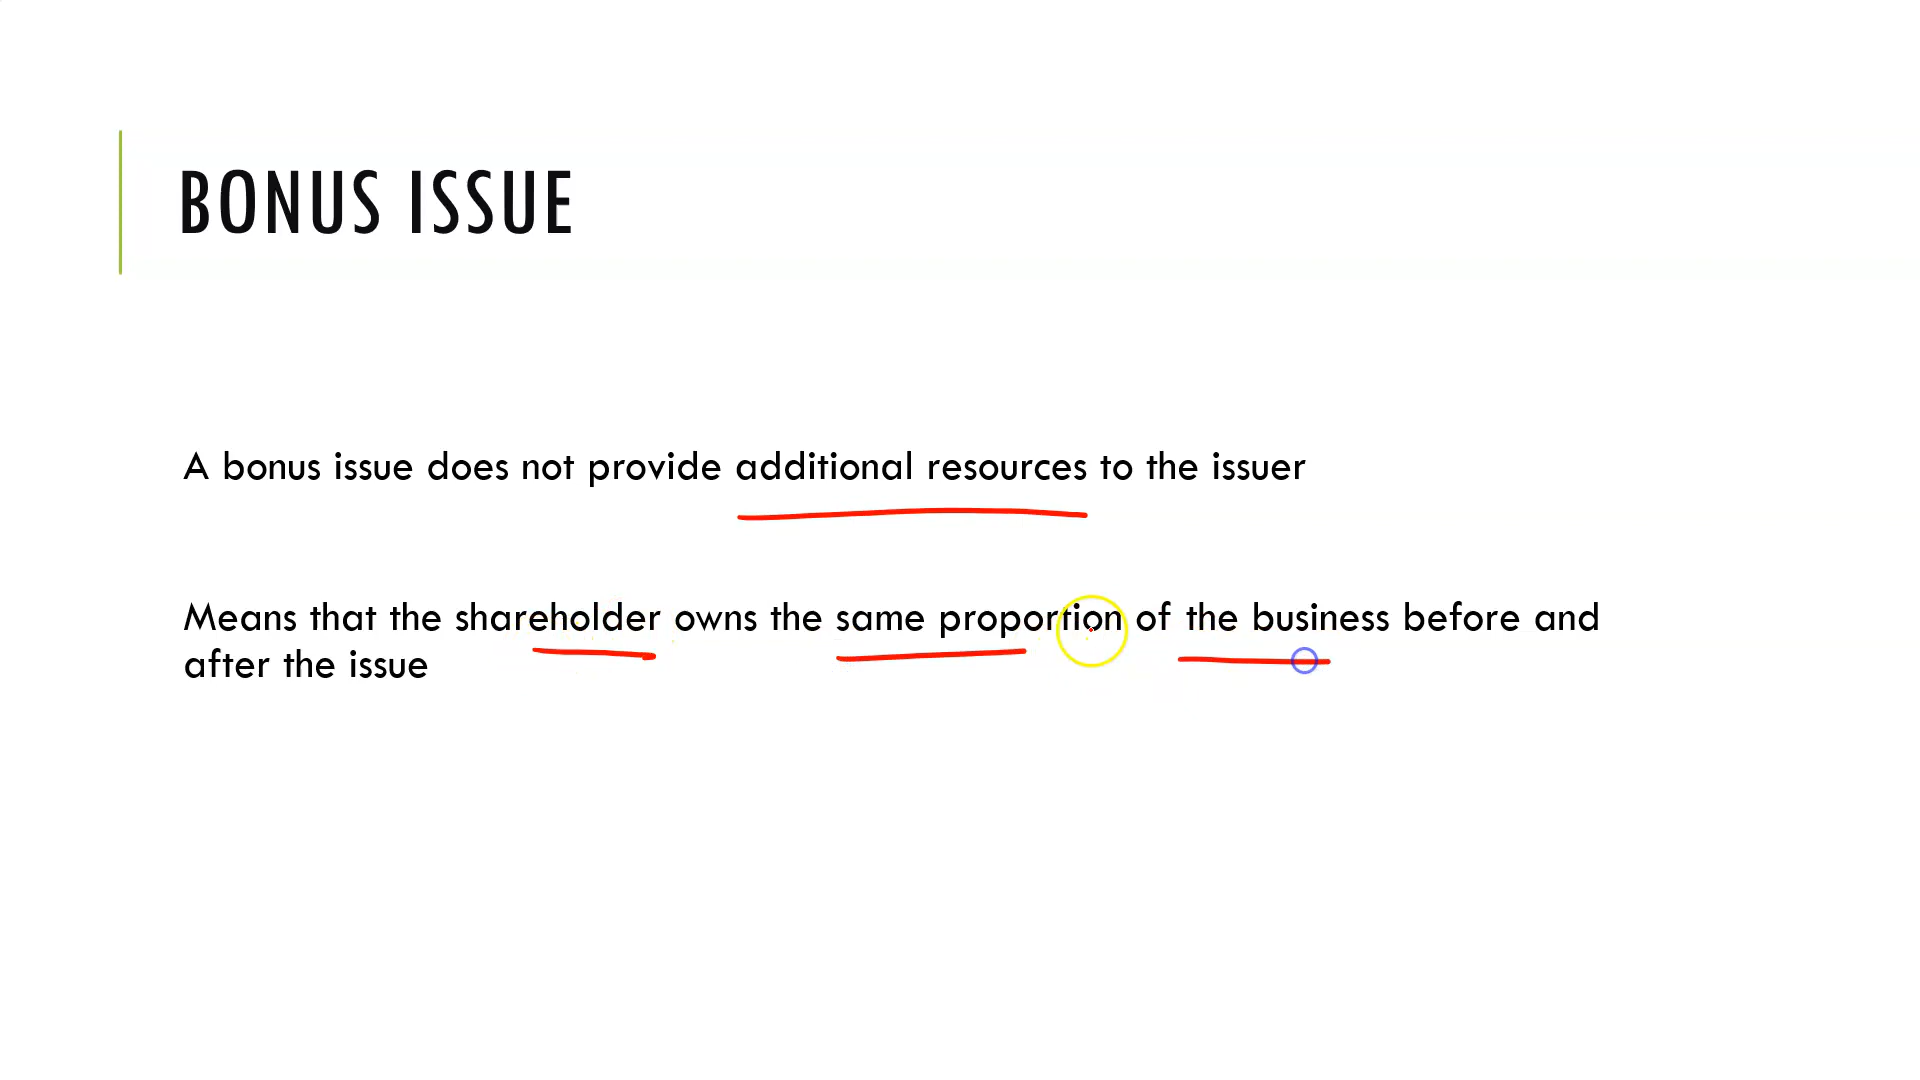 BONUS ISSUE
A bonus issue does not provide additional resources to the issuer
Means that the shareholder owns the same proportion of the business before and
after the issue